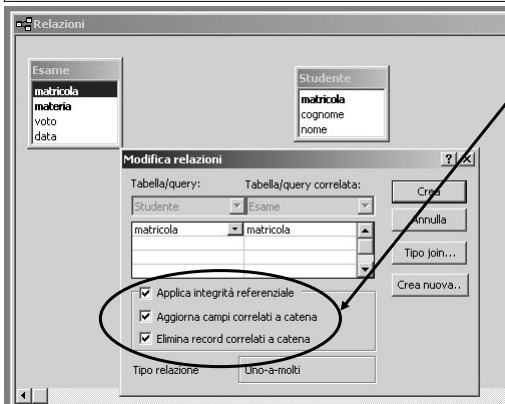 Relazioni
Esame
matricola
materia
voto
data
Studente
matricola
cognome
nome
Modifica relazioni
Tabella/query: Tabella/query correlata:
Studente Esame
matricola matricola
Crea
Annulla
Tipo join...
Crea nuova..
Applica integrità referenziale
Aggiorna campi correlati a catena
Elimina record correlati a catena
Tipo relazione Uno-a-molti